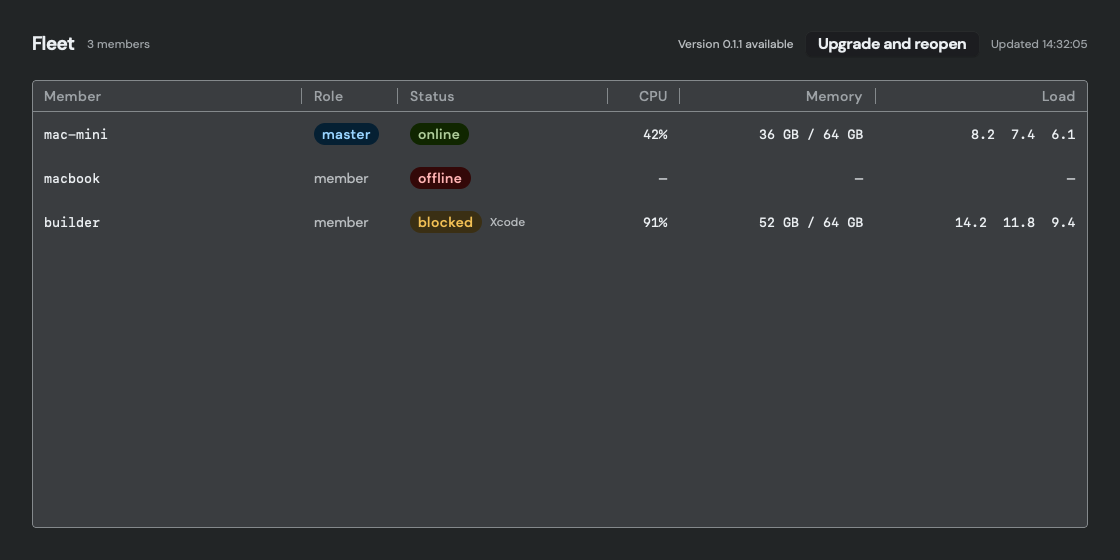 Fleet 3 members Version 0.1.1 available Upgrade and reopen Updated 14:32:05
Member Role Status CPU Memory Load
mac-mini master online 42% 36 GB / 64 GB 8.2 7.4 6.1
macbook member offline — — —
builder member blocked Xcode 91% 52 GB / 64 GB 14.2 11.8 9.4